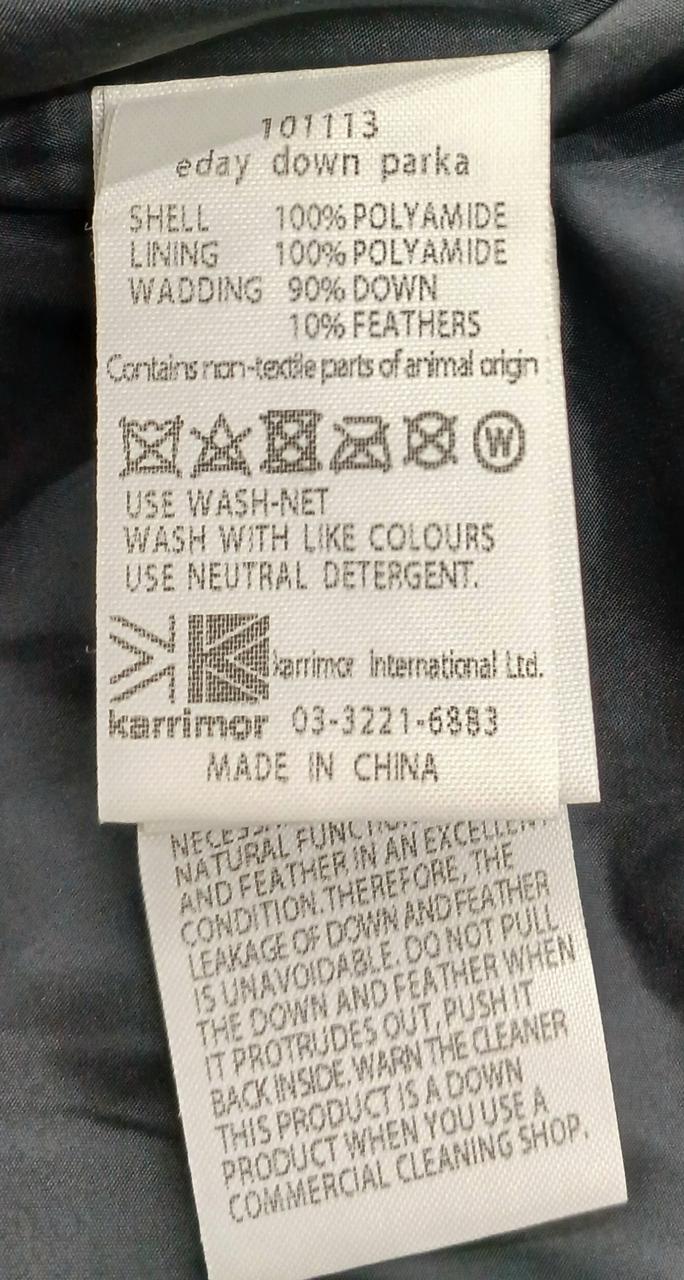 101113
eday down parka
SHELL 100% POLYAMIDE
LINING 100% POLYAMIDE
WADDING 90% DOWN
10% FEATHERS
Contains non-textile parts of animal origin
W
USE WASH-NET
WASH WITH LIKE COLOURS
USE NEUTRAL DETERGENT.
karrimor International Ltd.
karrimor 03-3221-6883
MADE IN CHINA
NATURAL FUNCTION
AND FEATHER IN AN EXCELLENT
CONDITION.THEREFORE, THE
LEAKAGE OF DOWN AND FEATHER
IS UNAVOIDABLE. DO NOT PULL
THE DOWN AND FEATHER WHEN
IT PROTRUDES OUT, PUSH IT
BACK INSIDE. WARN THE CLEANER
THIS PRODUCT IS A DOWN
PRODUCT WHEN YOU USE A
COMMERCIAL CLEANING SHOP.